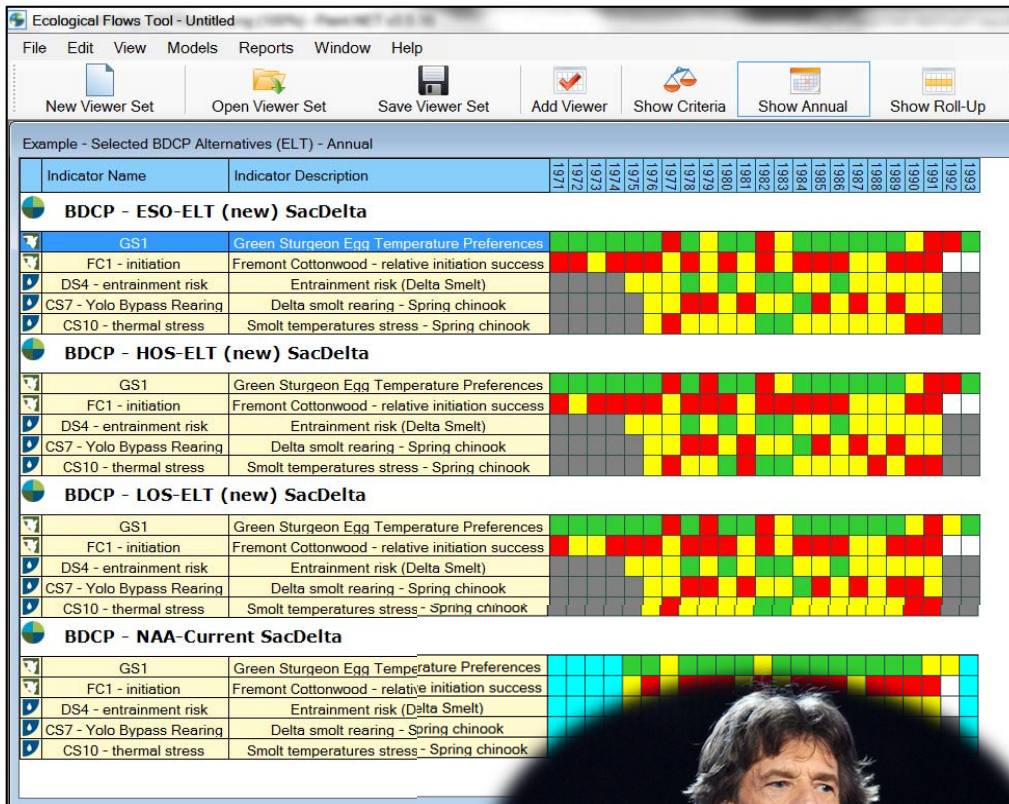 Ecological Flows Tool - Untitled
File Edit View Models Reports Window Help
New Viewer Set Open Viewer Set Save Viewer Set Add Viewer Show Criteria Show Annual Show Roll-Up
Example - Selected BDCP Alternatives (ELT) - Annual
Indicator Name Indicator Description 1971 1972 1973 1974 1975 1976 1977 1978 1979 1980 1981 1982 1983 1984 1985 1986 1987 1988 1989 1990 1991 1992 1993
BDCP - ESO-ELT (new) SacDelta
GS1 Green Sturgeon Egg Temperature Preferences
FC1 - initiation Fremont Cottonwood - relative initiation success
DS4 - entrainment risk Entrainment risk (Delta Smelt)
CS7 - Yolo Bypass Rearing Delta smolt rearing - Spring chinook
CS10 - thermal stress Smolt temperatures stress - Spring chinook
BDCP - HOS-ELT (new) SacDelta
GS1 Green Sturgeon Egg Temperature Preferences
FC1 - initiation Fremont Cottonwood - relative initiation success
DS4 - entrainment risk Entrainment risk (Delta Smelt)
CS7 - Yolo Bypass Rearing Delta smolt rearing - Spring chinook
CS10 - thermal stress Smolt temperatures stress - Spring chinook
BDCP - LOS-ELT (new) SacDelta
GS1 Green Sturgeon Egg Temperature Preferences
FC1 - initiation Fremont Cottonwood - relative initiation success
DS4 - entrainment risk Entrainment risk (Delta Smelt)
CS7 - Yolo Bypass Rearing Delta smolt rearing - Spring chinook
CS10 - thermal stress Smolt temperatures stress - Spring chinook
BDCP - NAA-Current SacDelta
GS1 Green Sturgeon Egg Temperature Preferences
FC1 - initiation Fremont Cottonwood - relative initiation success
DS4 - entrainment risk Entrainment risk (Delta Smelt)
CS7 - Yolo Bypass Rearing Delta smolt rearing - Spring chinook
CS10 - thermal stress Smolt temperatures stress - Spring chinook